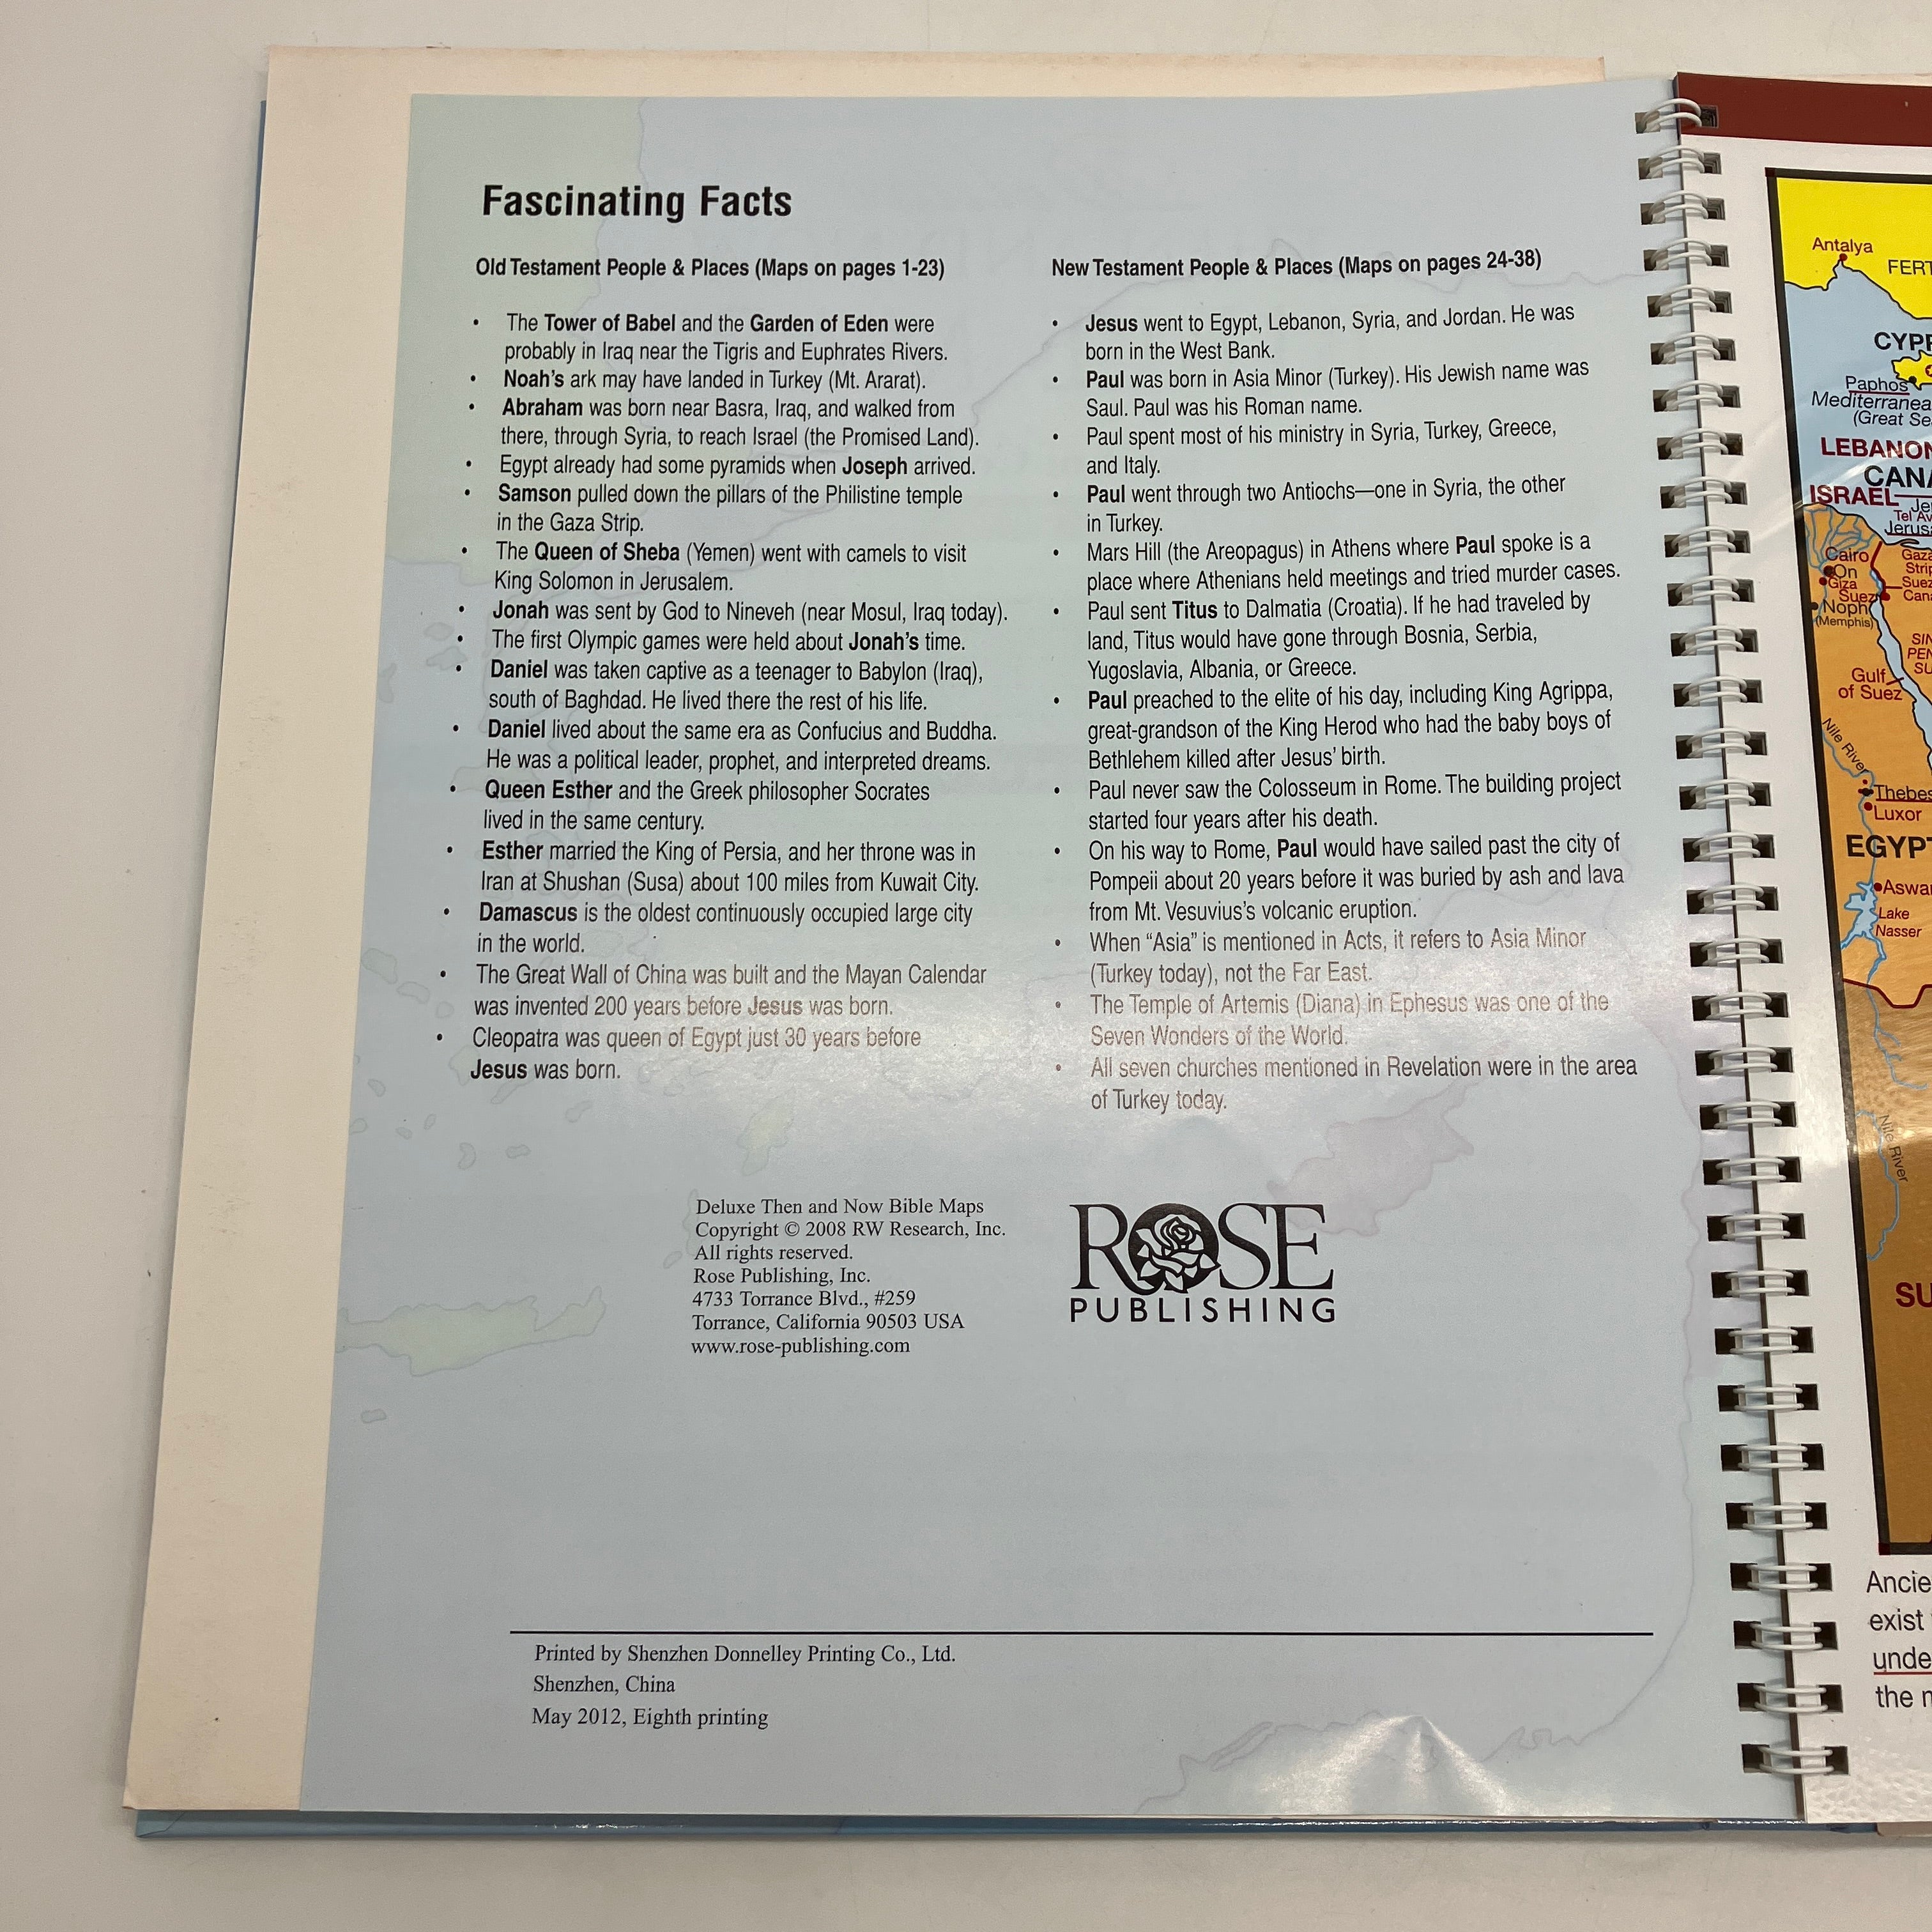 Fascinating Facts
Old Testament People & Places (Maps on pages 1-23)
• The Tower of Babel and the Garden of Eden were
probably in Iraq near the Tigris and Euphrates Rivers.
• Noah's ark may have landed in Turkey (Mt. Ararat).
• Abraham was born near Basra, Iraq, and walked from
there, through Syria, to reach Israel (the Promised Land).
• Egypt already had some pyramids when Joseph arrived.
• Samson pulled down the pillars of the Philistine temple
in the Gaza Strip.
• The Queen of Sheba (Yemen) went with camels to visit
King Solomon in Jerusalem.
• Jonah was sent by God to Nineveh (near Mosul, Iraq today).
• The first Olympic games were held about Jonah's time.
• Daniel was taken captive as a teenager to Babylon (Iraq),
south of Baghdad. He lived there the rest of his life.
• Daniel lived about the same era as Confucius and Buddha.
He was a political leader, prophet, and interpreted dreams.
• Queen Esther and the Greek philosopher Socrates
lived in the same century.
• Esther married the King of Persia, and her throne was in
Iran at Shushan (Susa) about 100 miles from Kuwait City.
• Damascus is the oldest continuously occupied large city
in the world.
• The Great Wall of China was built and the Mayan Calendar
was invented 200 years before Jesus was born.
• Cleopatra was queen of Egypt just 30 years before
Jesus was born.
New Testament People & Places (Maps on pages 24-38)
• Jesus went to Egypt, Lebanon, Syria, and Jordan. He was
born in the West Bank.
• Paul was born in Asia Minor (Turkey). His Jewish name was
Saul. Paul was his Roman name.
• Paul spent most of his ministry in Syria, Turkey, Greece,
and Italy.
• Paul went through two Antiochs—one in Syria, the other
in Turkey.
• Mars Hill (the Areopagus) in Athens where Paul spoke is a
place where Athenians held meetings and tried murder cases.
• Paul sent Titus to Dalmatia (Croatia). If he had traveled by
land, Titus would have gone through Bosnia, Serbia,
Yugoslavia, Albania, or Greece.
• Paul preached to the elite of his day, including King Agrippa,
great-grandson of the King Herod who had the baby boys of
Bethlehem killed after Jesus' birth.
• Paul never saw the Colosseum in Rome. The building project
started four years after his death.
• On his way to Rome, Paul would have sailed past the city of
Pompeii about 20 years before it was buried by ash and lava
from Mt. Vesuvius's volcanic eruption.
• When "Asia" is mentioned in Acts, it refers to Asia Minor
(Turkey today), not the Far East.
• The Temple of Artemis (Diana) in Ephesus was one of the
Seven Wonders of the World.
• All seven churches mentioned in Revelation were in the area
of Turkey today.
Deluxe Then and Now Bible Maps
Copyright © 2008 RW Research, Inc.
All rights reserved.
Rose Publishing, Inc.
4733 Torrance Blvd., #259
Torrance, California 90503 USA
www.rose-publishing.com
ROSE
PUBLISHING
Printed by Shenzhen Donnelley Printing Co., Ltd.
Shenzhen, China
May 2012, Eighth printing
Antalya
Paphos
(Great
ISRAEL
Cairo
On
Giza
Suez
Noph
(Memphis)
Gulf
of Suez
Nile River
Thebes
Luxor
Lake
Nasser
Nile River
exist
the